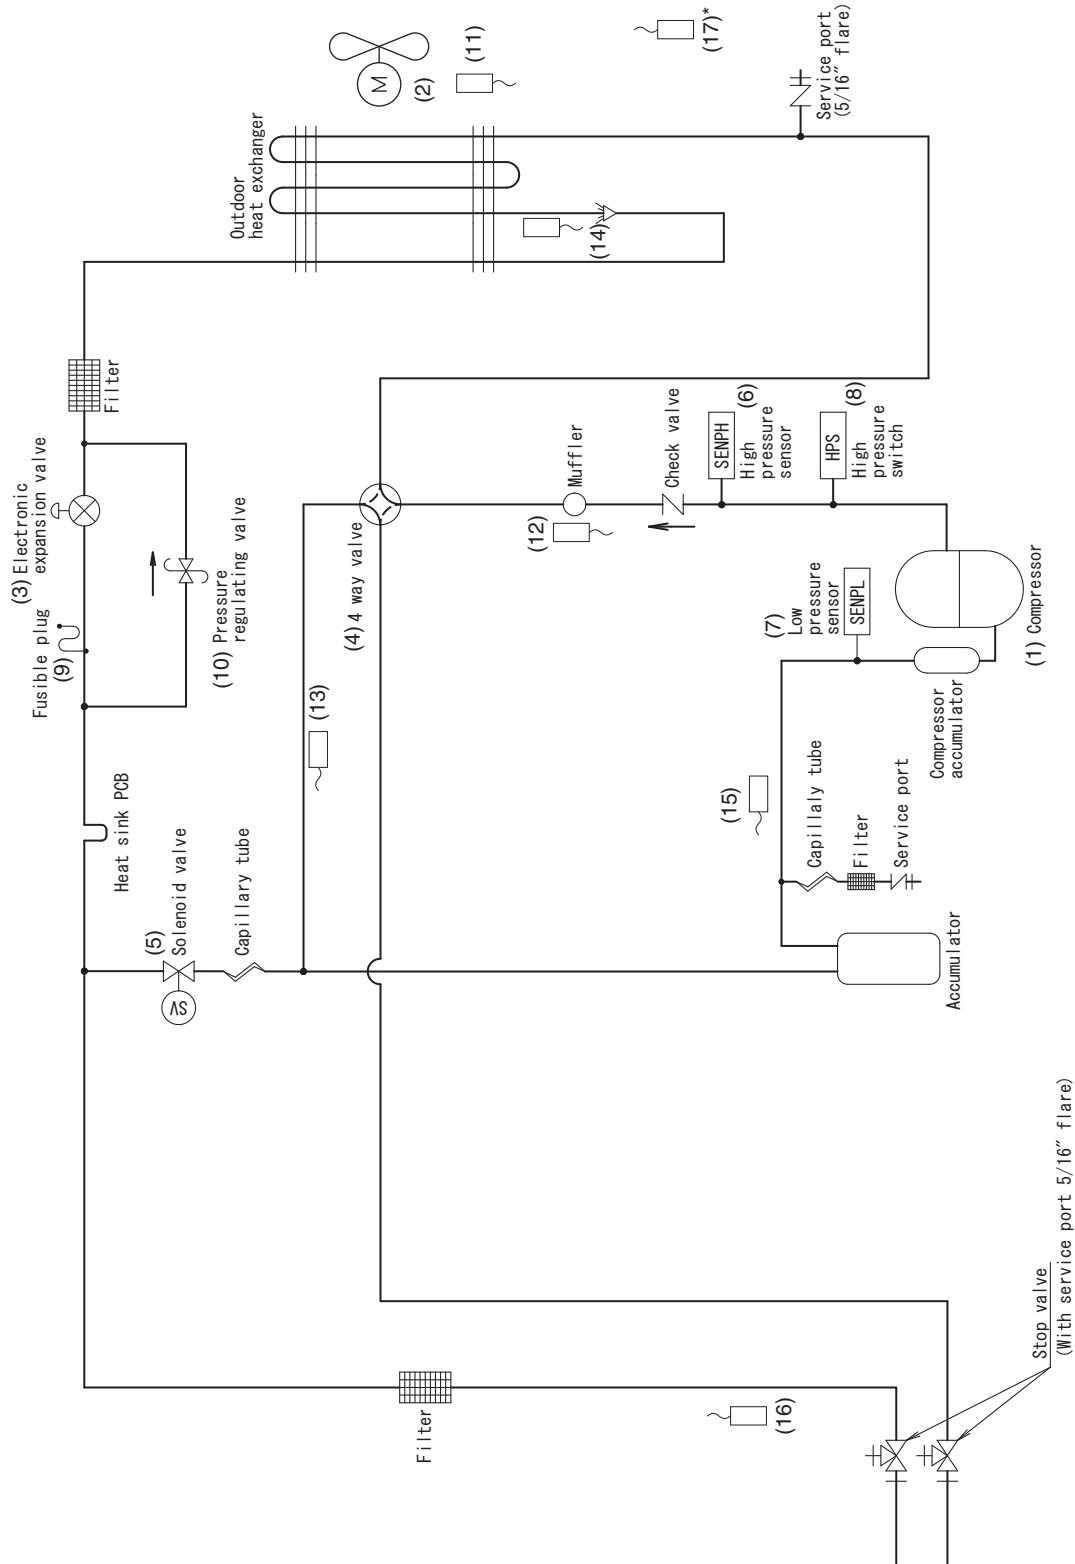 Outdoor
heat exchanger
M
(2)
(11)
(17)*
Service port
(5/16″ flare)
(14)
Filter
(3) Electronic
expansion valve
Fusible plug
(9)
(10) Pressure
regulating valve
Heat sink PCB
(5)
Solenoid valve
SV
Capillary tube
(13)
(4) 4 way valve
(12)
Muffler
Check valve
SENPH
(6)
High
pressure
sensor
HPS
(8)
High
pressure
switch
(7)
Low
pressure
sensor
SENPL
(1) Compressor
Compressor
accumulator
(15)
Capillaly tube
Filter
Service port
Accumulator
Filter
(16)
Stop valve
(With service port 5/16″ flare)